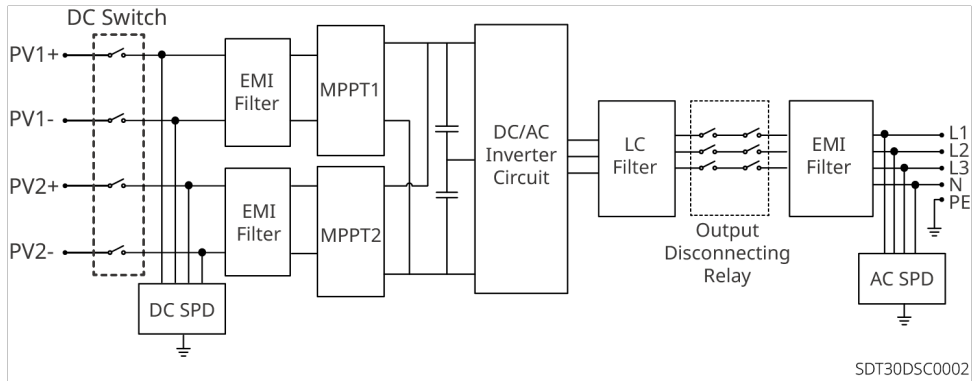 DC Switch
PV1+
PV1-
PV2+
PV2-
EMI
Filter
EMI
Filter
MPPT1
MPPT2
DC SPD
DC/AC
Inverter
Circuit
LC
Filter
Output
Disconnecting
Relay
EMI
Filter
L1
L2
L3
N
PE
AC SPD
SDT30DSC0002